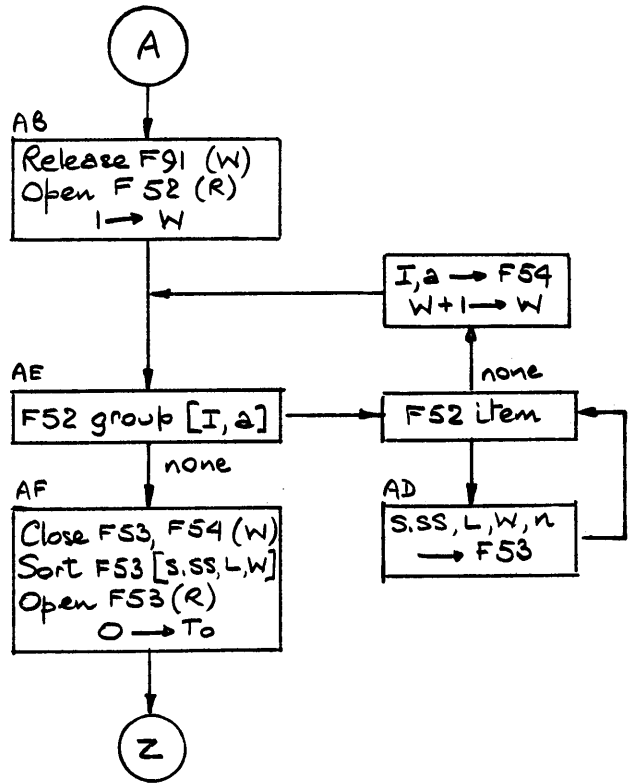 A
AB
Release F91 (W)
Open F52 (R)
1 → W
I, a → F54
W+1 → W
none
AE
F52 group [I, a]
F52 item
none
AF
Close F53, F54 (W)
Sort F53 [S.SS, L, W]
Open F53 (R)
0 → To
AD
S.SS, L, W, n
→ F53
Z